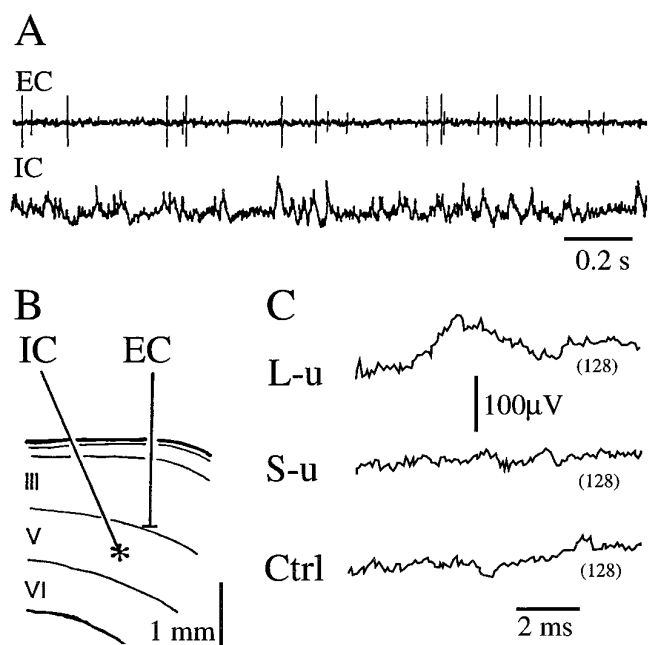 A
EC
IC
0.2 s
B
IC EC
III
V
VI
*
1 mm
C
L-u
(128)
100μV
S-u
(128)
Ctrl
(128)
2 ms